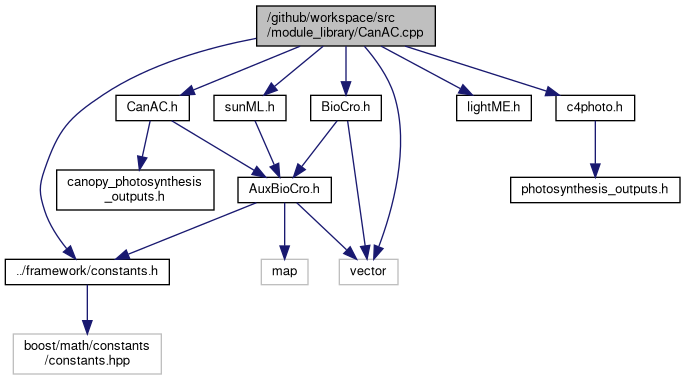 /github/workspace/src
/module_library/CanAC.cpp
CanAC.h
sunML.h
BioCro.h
lightME.h
c4photo.h
canopy_photosynthesis
_outputs.h
AuxBioCro.h
photosynthesis_outputs.h
../framework/constants.h
map
vector
boost/math/constants
/constants.hpp